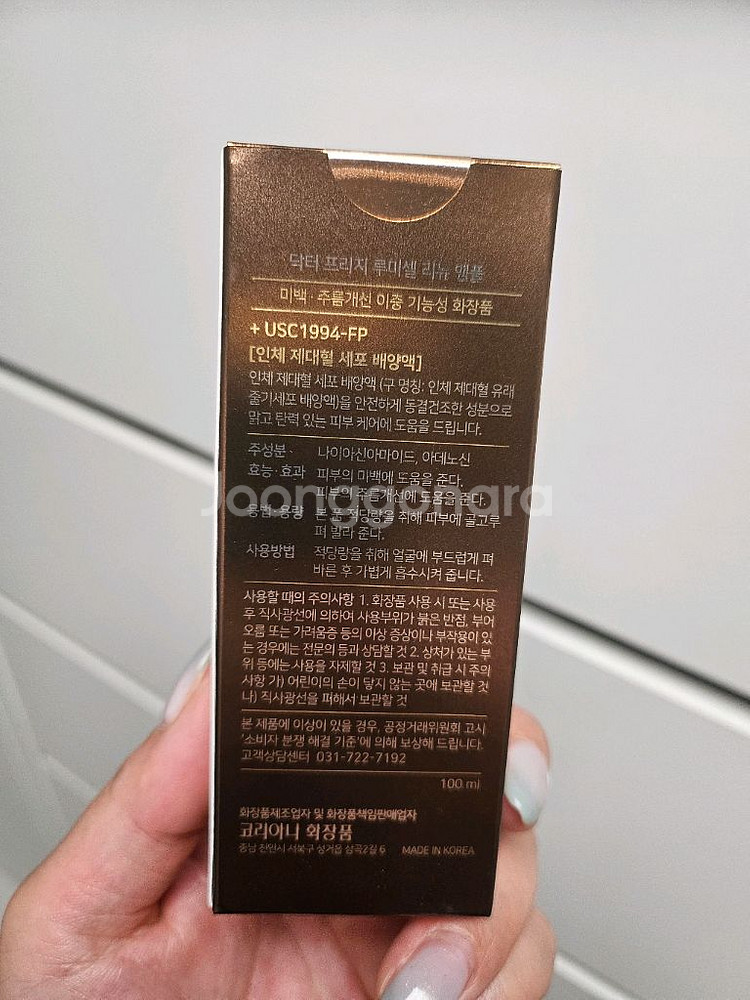 닥터 프리지 루미셀 리뉴 앰플
미백·주름개선 이중 기능성 화장품
+ USC1994-FP
[인체 제대혈 세포 배양액]
인체 제대혈 세포 배양액 (구 명칭: 인체 제대혈 유래
줄기세포 배양액)을 안전하게 동결건조한 성분으로
맑고 탄력 있는 피부 케어에 도움을 드립니다.
주성분 나이아신아마이드, 아데노신
효능·효과 피부의 미백에 도움을 준다.
피부의 주름개선에 도움을 준다.
Joonggonara
용법·용량 본 품 적당량을 취해 피부에 골고루
펴 발라 준다.
사용방법 적당량을 취해 얼굴에 부드럽게 펴
바른 후 가볍게 흡수시켜 줍니다.
사용할 때의 주의사항 1. 화장품 사용 시 또는 사용
후 직사광선에 의하여 사용부위가 붉은 반점, 부어
오름 또는 가려움증 등의 이상 증상이나 부작용이 있
는 경우에는 전문의 등과 상담할 것 2. 상처가 있는 부
위 등에는 사용을 자제할 것 3. 보관 및 취급 시 주의
사항 가) 어린이의 손이 닿지 않는 곳에 보관할 것
나) 직사광선을 피해서 보관할 것
본 제품에 이상이 있을 경우, 공정거래위원회 고시
'소비자 분쟁 해결 기준'에 의해 보상해 드립니다.
고객상담센터 031-722-7192
100 ml
화장품제조업자 및 화장품책임판매업자
코리아나 화장품
충남 천안시 서북구 성거읍 삼곡2길 6 MADE IN KOREA